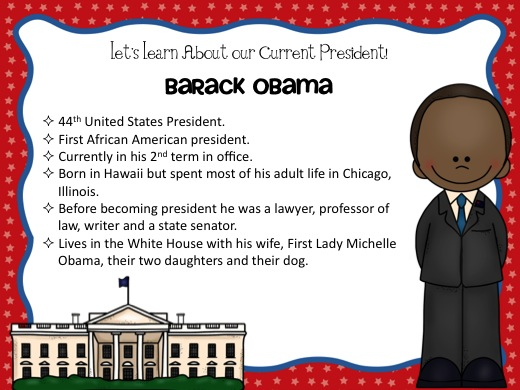 Let's Learn About our Current President!
Barack Obama
✧ 44th United States President.
✧ First African American president.
✧ Currently in his 2nd term in office.
✧ Born in Hawaii but spent most of his adult life in Chicago,
Illinois.
✧ Before becoming president he was a lawyer, professor of
law, writer and a state senator.
✧ Lives in the White House with his wife, First Lady Michelle
Obama, their two daughters and their dog.